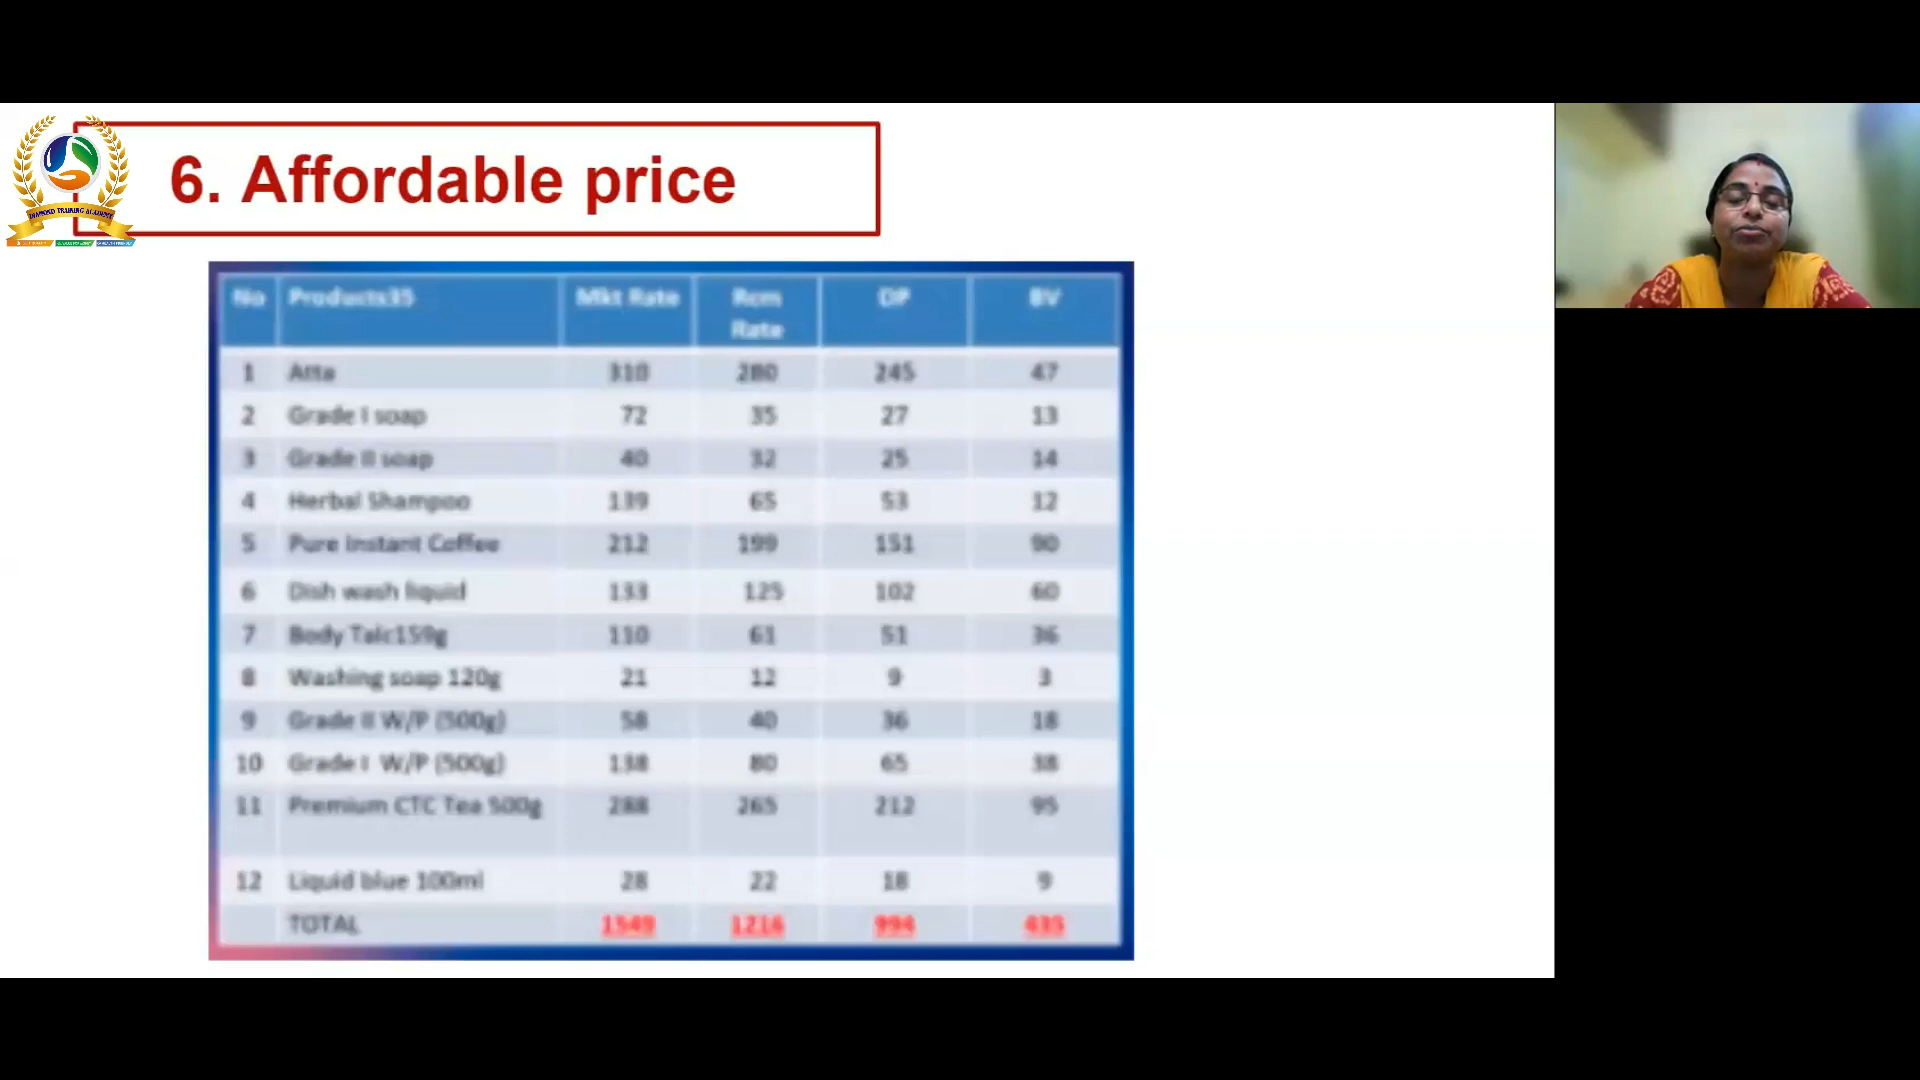 6. Affordable price
DIAMOND TRAINING ACADEMY
No Products35 Mkt Rate Rcm Rate DP BV
1 Atta 310 280 245 47
2 Grade I soap 72 35 27 13
3 Grade II soap 40 32 25 14
4 Herbal Shampoo 139 65 53 12
5 Pure Instant Coffee 212 199 151 90
6 Dish wash liquid 133 125 102 60
7 Body Talc159g 110 61 51 36
8 Washing soap 120g 21 12 9 3
9 Grade II W/P (500g) 58 40 36 18
10 Grade I W/P (500g) 138 80 65 38
11 Premium CTC Tea 500g 288 265 212 95
12 Liquid blue 100ml 28 22 18 9
TOTAL 1549 1216 994 435